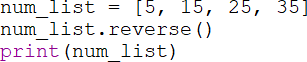 num_list = [5, 15, 25, 35]
num_list.reverse()
print(num_list)